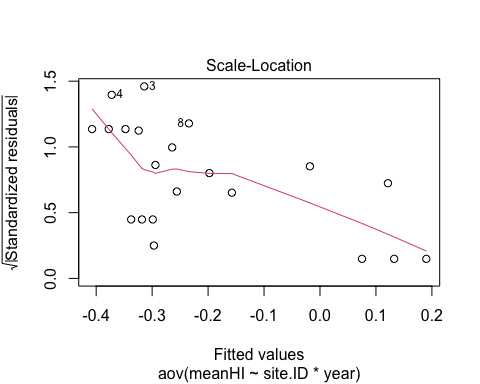 Scale-Location
√|Standardized residuals|
1.5
1.0
0.5
0.0
4
3
8
-0.4 -0.3 -0.2 -0.1 0.0 0.1 0.2
Fitted values
aov(meanHI ~ site.ID * year)